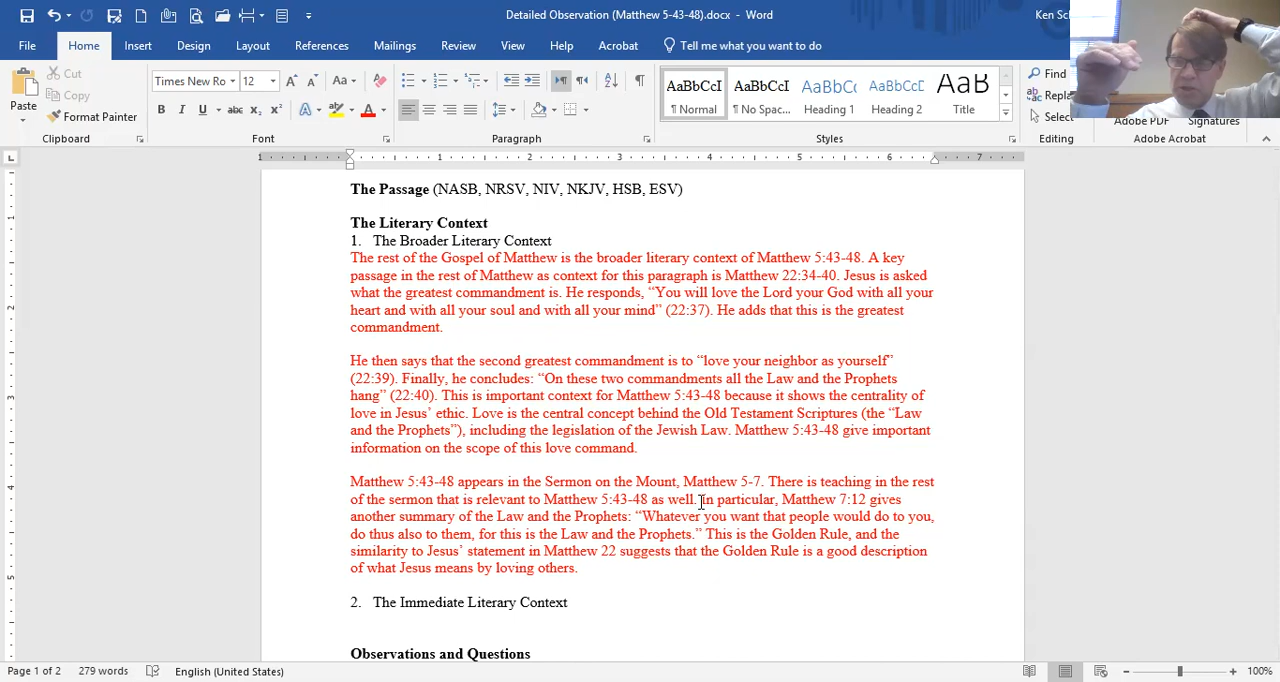 Detailed Observation (Matthew 5-43-48).docx - Word
Ken Sc
File Home Insert Design Layout References Mailings Review View Help Acrobat Tell me what you want to do
Paste
Cut
Copy
Format Painter
Clipboard
Times New Ro 12
Font
Paragraph
AaBbCcI AaBbCcI AaBbCc AaBbCcE AaB
¶ Normal ¶ No Spac... Heading 1 Heading 2 Title
Styles
Find
Repla
Select
Editing
Adobe PDF Signatures
Adobe Acrobat
The Passage (NASB, NRSV, NIV, NKJV, HSB, ESV)
The Literary Context
1. The Broader Literary Context
The rest of the Gospel of Matthew is the broader literary context of Matthew 5:43-48. A key
passage in the rest of Matthew as context for this paragraph is Matthew 22:34-40. Jesus is asked
what the greatest commandment is. He responds, “You will love the Lord your God with all your
heart and with all your soul and with all your mind” (22:37). He adds that this is the greatest
commandment.
He then says that the second greatest commandment is to “love your neighbor as yourself”
(22:39). Finally, he concludes: “On these two commandments all the Law and the Prophets
hang” (22:40). This is important context for Matthew 5:43-48 because it shows the centrality of
love in Jesus’ ethic. Love is the central concept behind the Old Testament Scriptures (the “Law
and the Prophets”), including the legislation of the Jewish Law. Matthew 5:43-48 give important
information on the scope of this love command.
Matthew 5:43-48 appears in the Sermon on the Mount, Matthew 5-7. There is teaching in the rest
of the sermon that is relevant to Matthew 5:43-48 as well. In particular, Matthew 7:12 gives
another summary of the Law and the Prophets: “Whatever you want that people would do to you,
do thus also to them, for this is the Law and the Prophets.” This is the Golden Rule, and the
similarity to Jesus’ statement in Matthew 22 suggests that the Golden Rule is a good description
of what Jesus means by loving others.
2. The Immediate Literary Context
Observations and Questions
Page 1 of 2 279 words English (United States) 100%